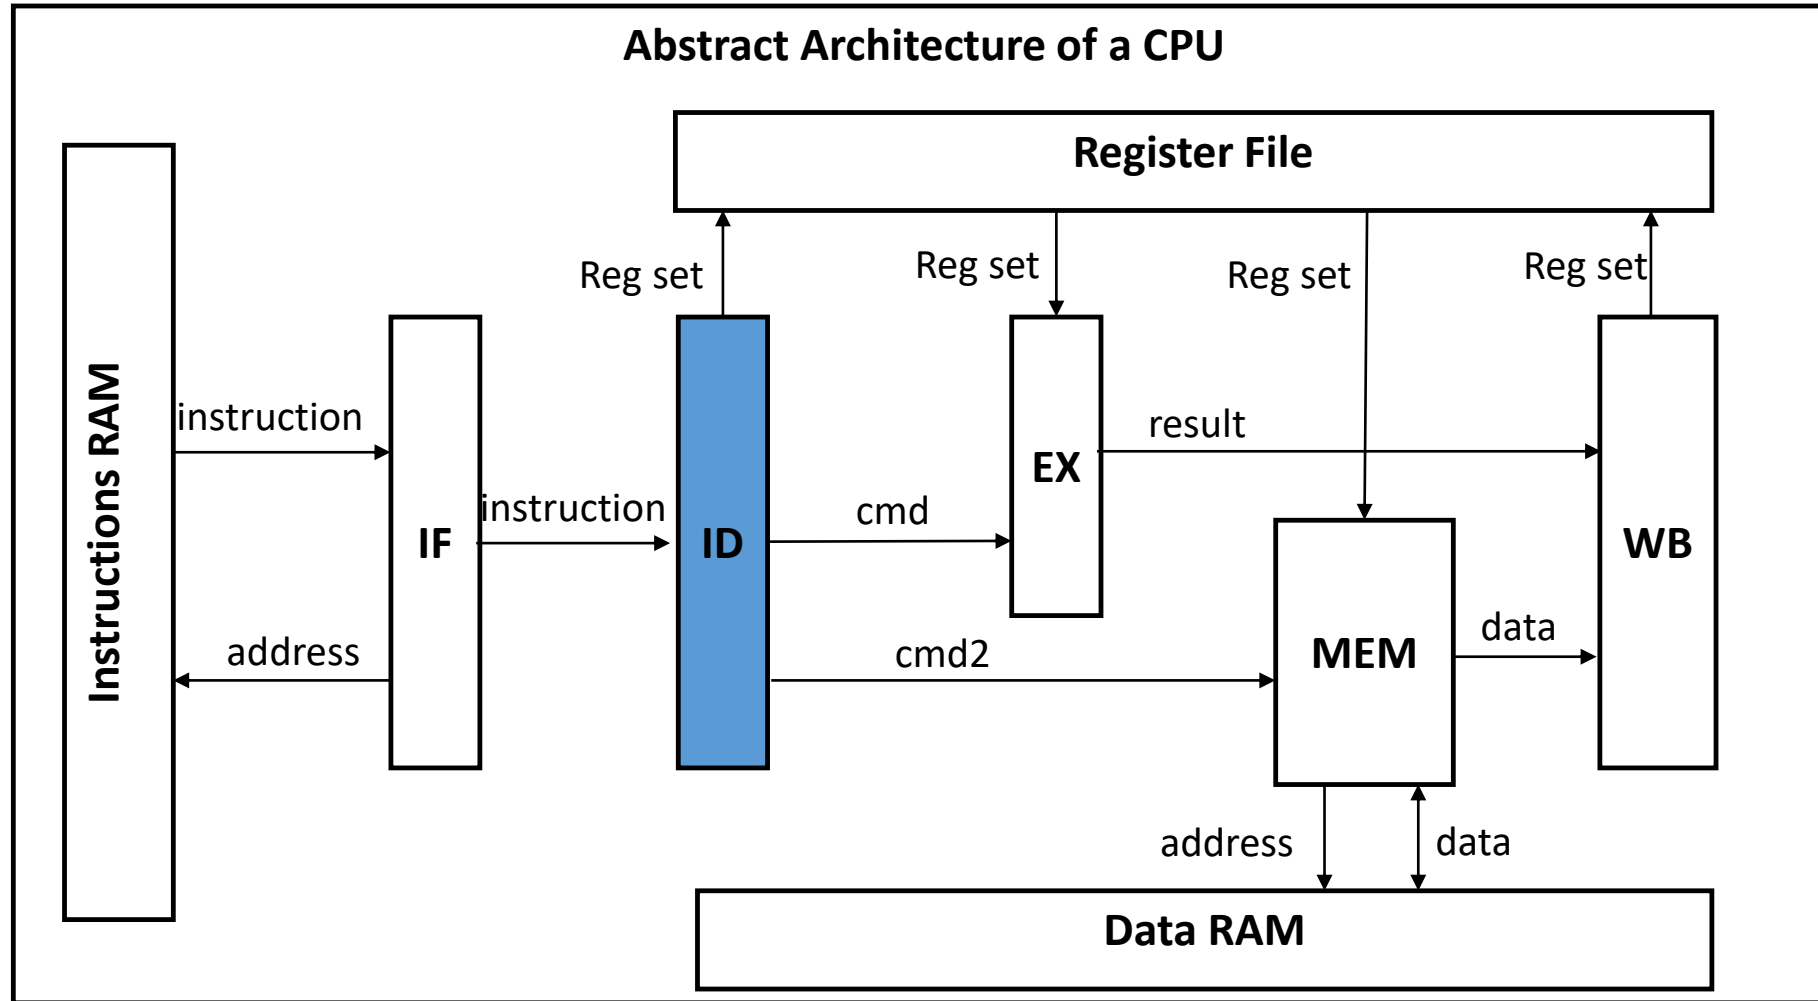 Abstract Architecture of a CPU
Register File
Reg set
Reg set
Reg set
Reg set
Instructions RAM
instruction
address
IF
instruction
ID
cmd
cmd2
EX
result
MEM
data
WB
address
data
Data RAM